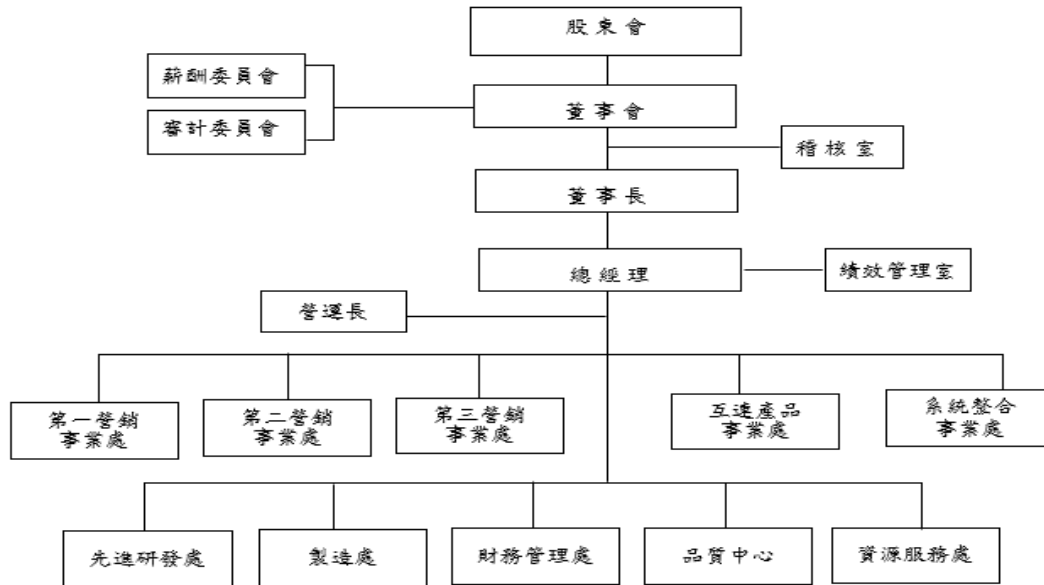 股東會
薪酬委員會
董事會
審計委員會
稽核室
董事長
總經理
績效管理室
營運長
第一營銷
事業處
第二營銷
事業處
第三營銷
事業處
互連產品
事業處
系統整合
事業處
先進研發處
製造處
財務管理處
品質中心
資源服務處